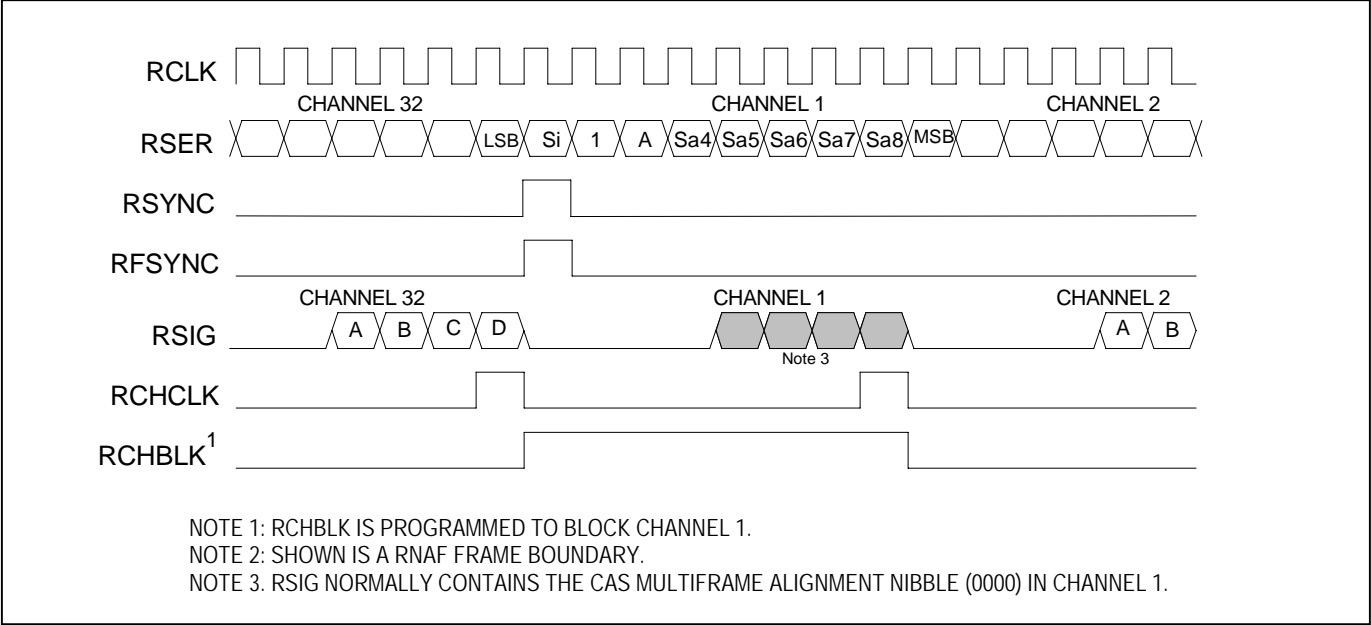 RCLK
CHANNEL 32 CHANNEL 1 CHANNEL 2
RSER LSB Si 1 A Sa4 Sa5 Sa6 Sa7 Sa8 MSB
RSYNC
RFSYNC
CHANNEL 32 CHANNEL 1 CHANNEL 2
RSIG A B C D A B
Note 3
RCHCLK
RCHBLK1
NOTE 1: RCHBLK IS PROGRAMMED TO BLOCK CHANNEL 1.
NOTE 2: SHOWN IS A RNAF FRAME BOUNDARY.
NOTE 3. RSIG NORMALLY CONTAINS THE CAS MULTIFRAME ALIGNMENT NIBBLE (0000) IN CHANNEL 1.